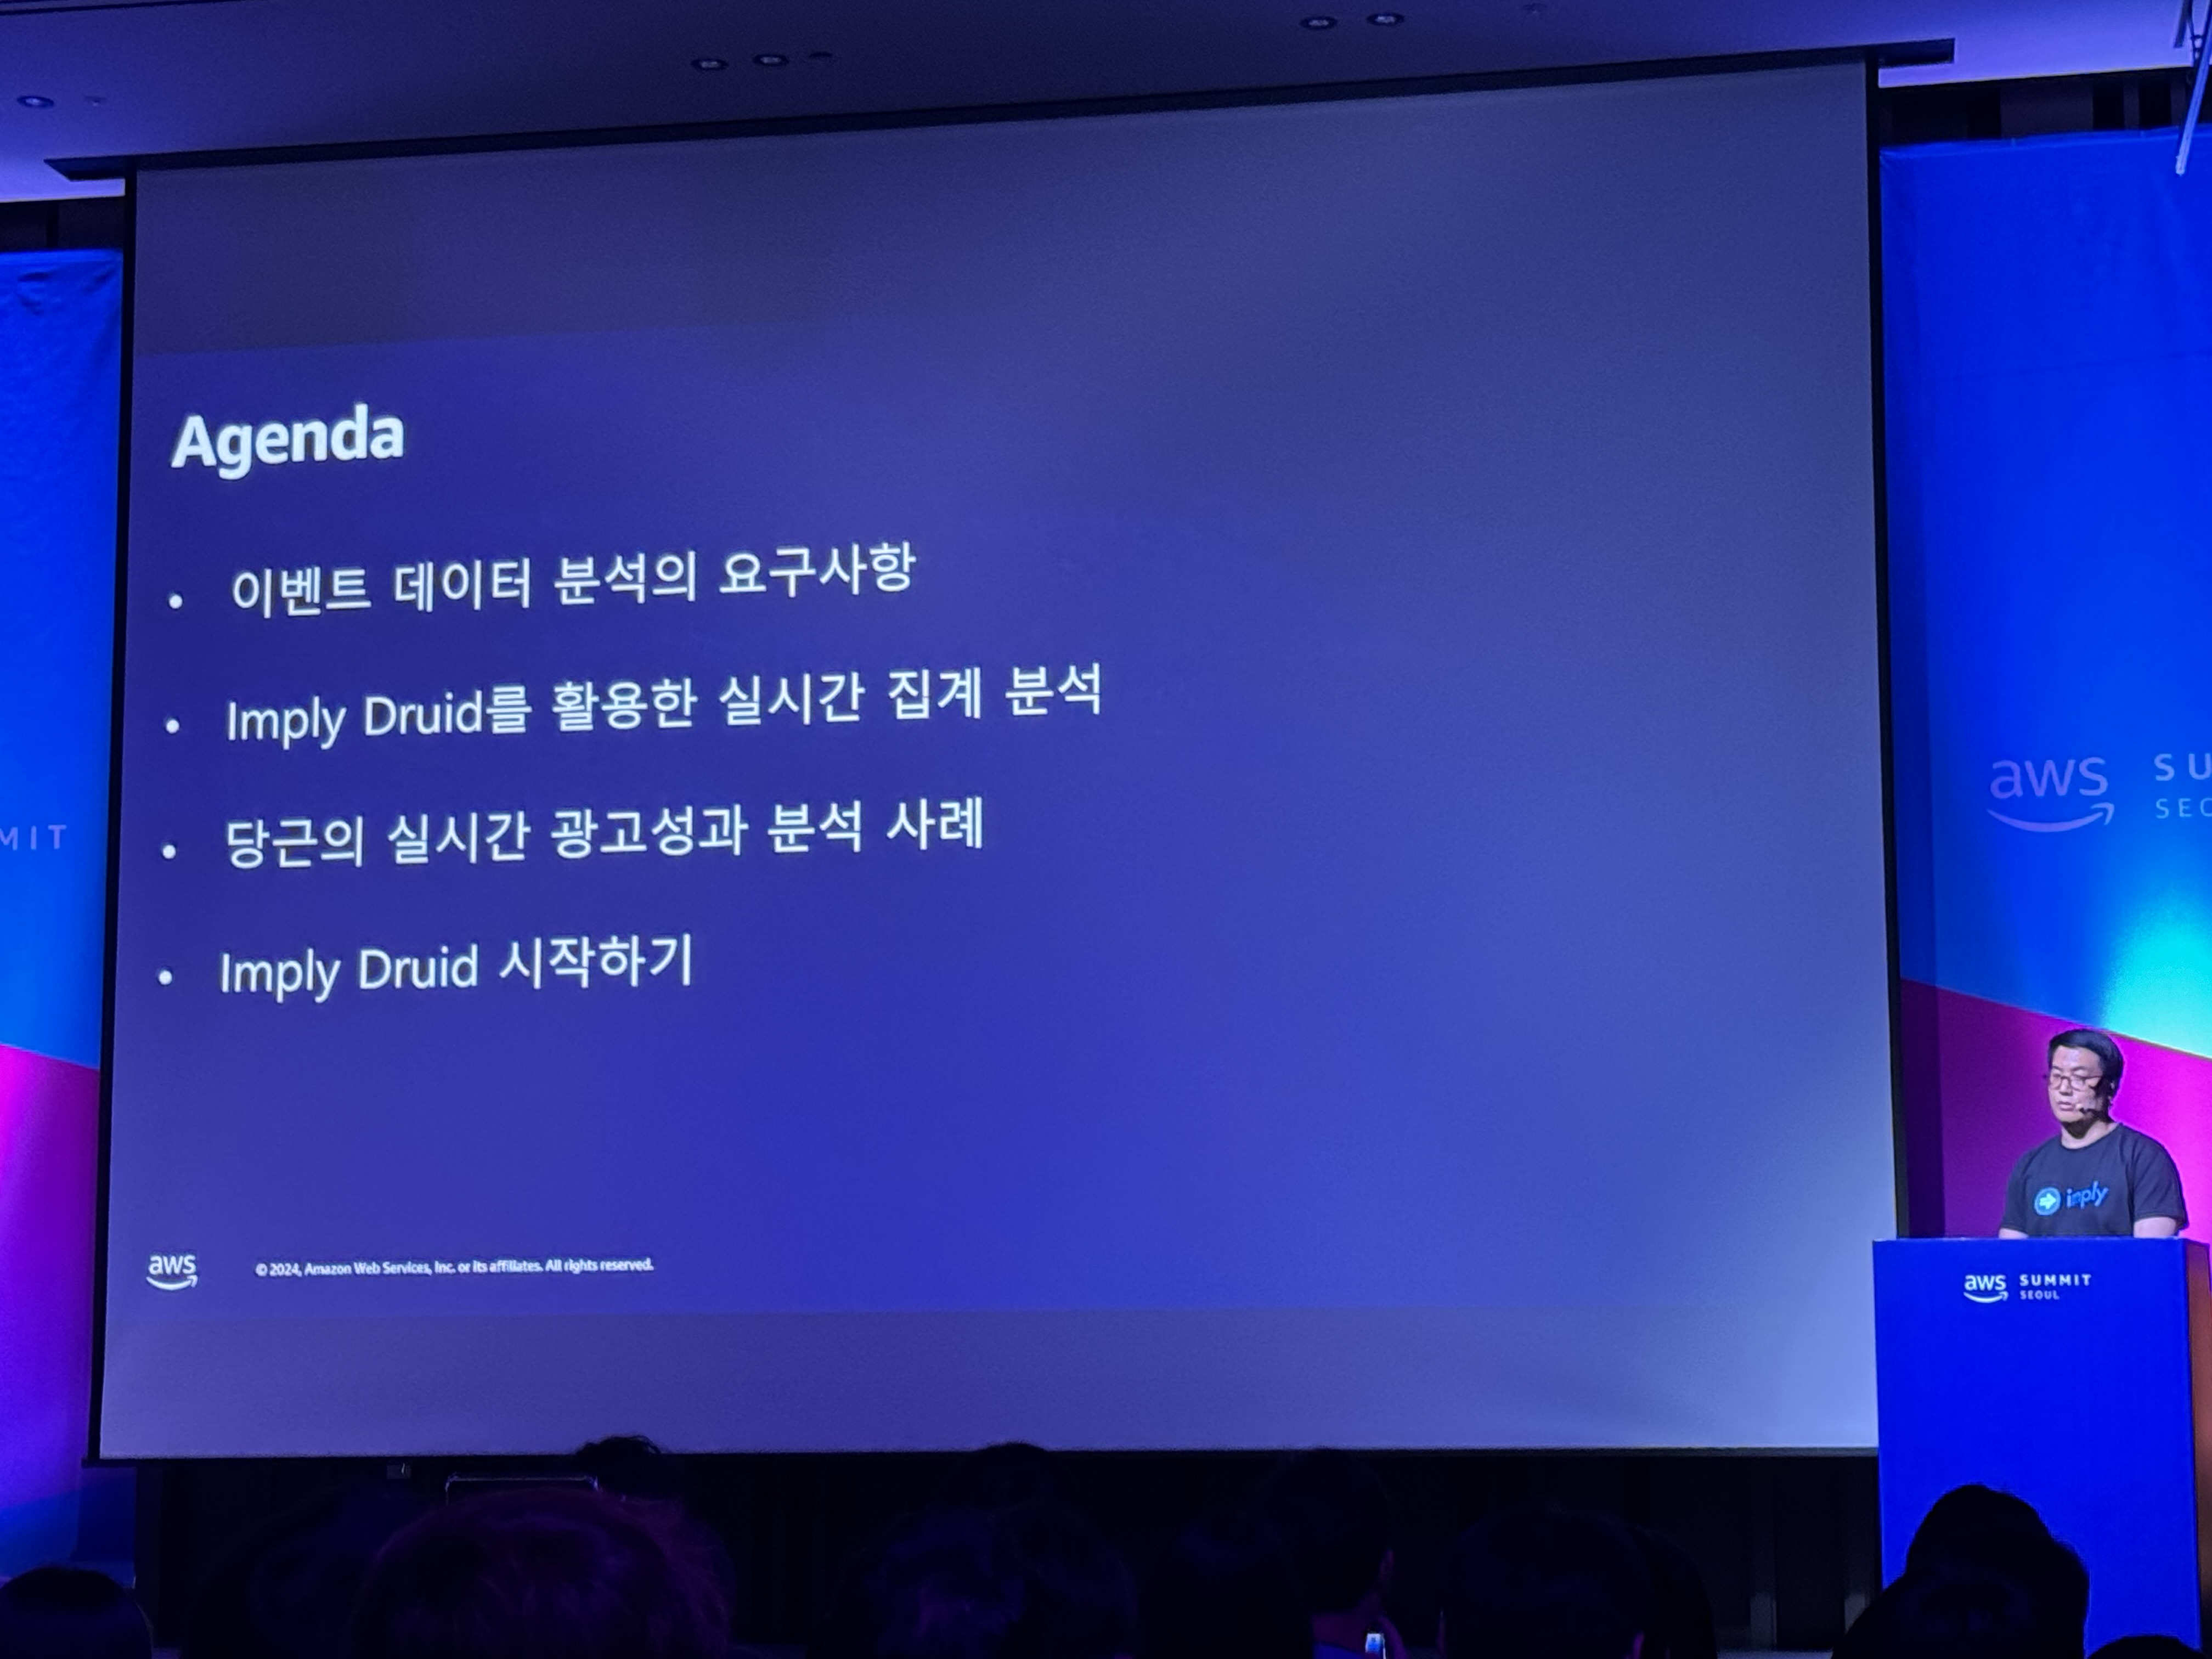 Agenda
• 이벤트 데이터 분석의 요구사항
• Imply Druid를 활용한 실시간 집계 분석
• 당근의 실시간 광고성과 분석 사례
• Imply Druid 시작하기
aws
© 2024, Amazon Web Services, Inc. or its affiliates. All rights reserved.
MIT
aws SU
SEO
imply
aws SUMMIT
SEOUL